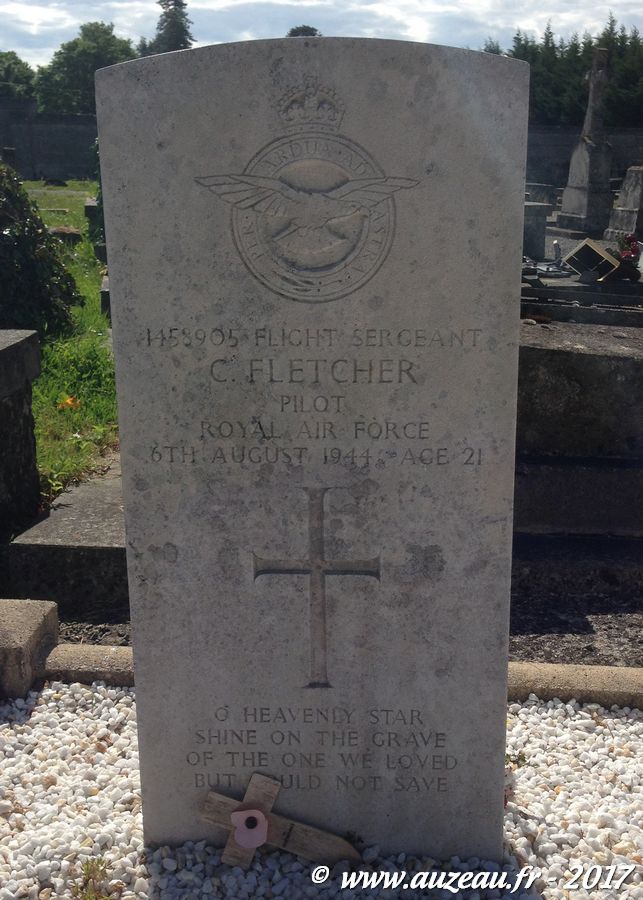 PER ARDUA AD ASTRA
1458905 FLIGHT SERGEANT
C. FLETCHER
PILOT
ROYAL AIR FORCE
6TH AUGUST 1944 AGE 21
O HEAVENLY STAR
SHINE ON THE GRAVE
OF THE ONE WE LOVED
BUT COULD NOT SAVE
© www.auzeau.fr - 2017